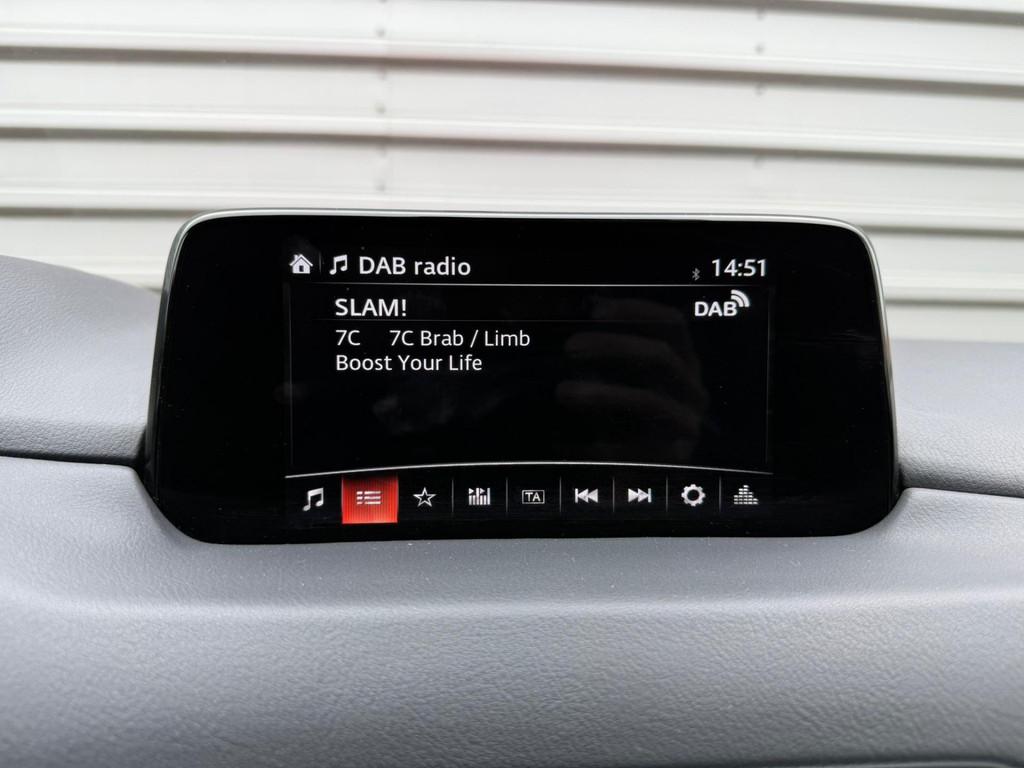 DAB radio 14:51
SLAM! DAB
7C 7C Brab / Limb
Boost Your Life
TA